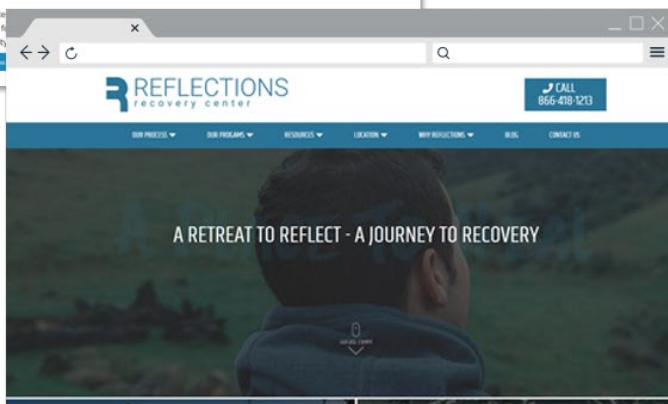 REFLECTIONS
recovery center
CALL
866-418-1213
OUR PROCESS
OUR PROGAMS
RESOURCES
LOCATION
WHY REFLECTIONS
BLOG
CONTACT US
A RETREAT TO REFLECT - A JOURNEY TO RECOVERY